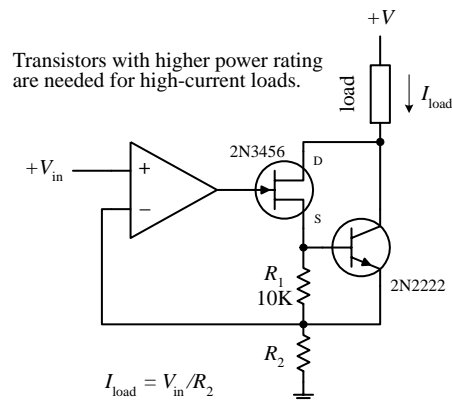 +V
Transistors with higher power rating
are needed for high-current loads.
load
I_load
2N3456
D
+V_in
+
−
S
R_1
10K
2N2222
R_2
I_load = V_in/R_2